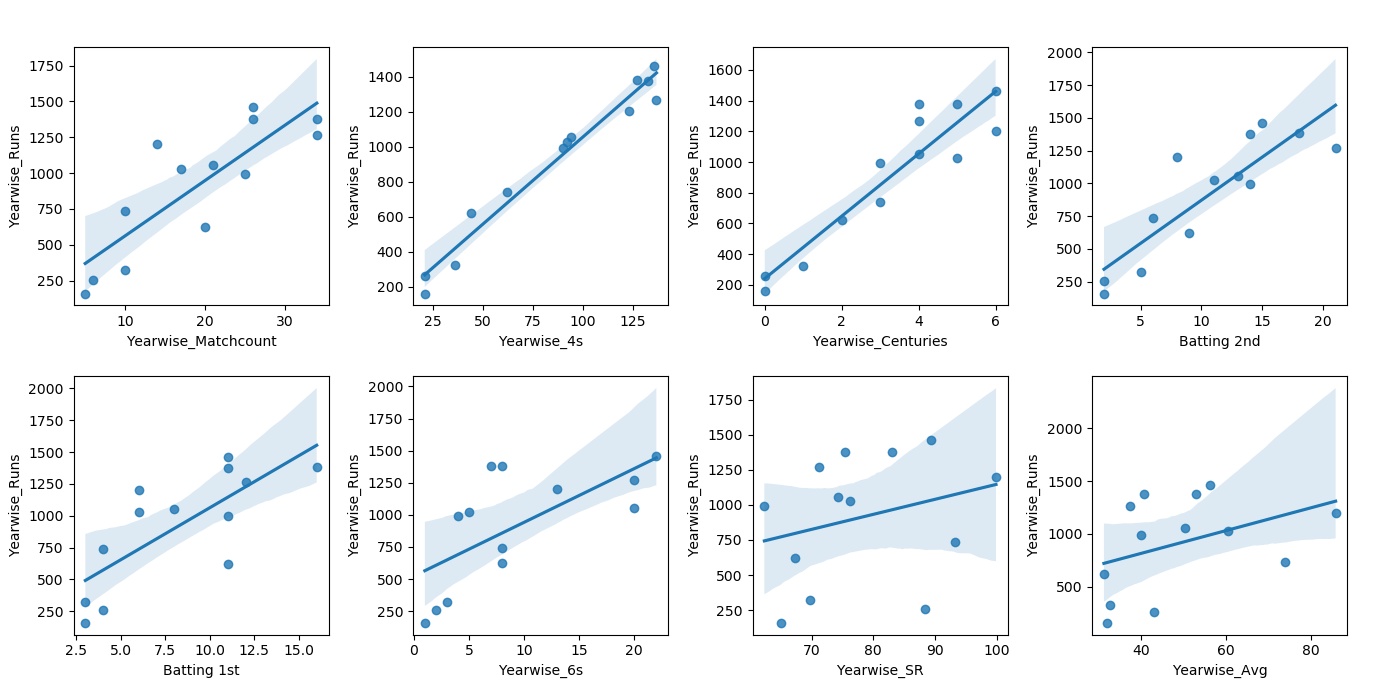 Yearwise_Runs
1750
1500
1250
1000
750
500
250
10 20 30
Yearwise_Matchcount
Yearwise_Runs
1400
1200
1000
800
600
400
200
25 50 75 100 125
Yearwise_4s
Yearwise_Runs
1600
1400
1200
1000
800
600
400
200
0 2 4 6
Yearwise_Centuries
Yearwise_Runs
2000
1750
1500
1250
1000
750
500
250
5 10 15 20
Batting 2nd
Yearwise_Runs
2000
1750
1500
1250
1000
750
500
250
2.5 5.0 7.5 10.0 12.5 15.0
Batting 1st
Yearwise_Runs
2000
1750
1500
1250
1000
750
500
250
0 5 10 15 20
Yearwise_6s
Yearwise_Runs
1750
1500
1250
1000
750
500
250
70 80 90 100
Yearwise_SR
Yearwise_Runs
2000
1500
1000
500
40 60 80
Yearwise_Avg